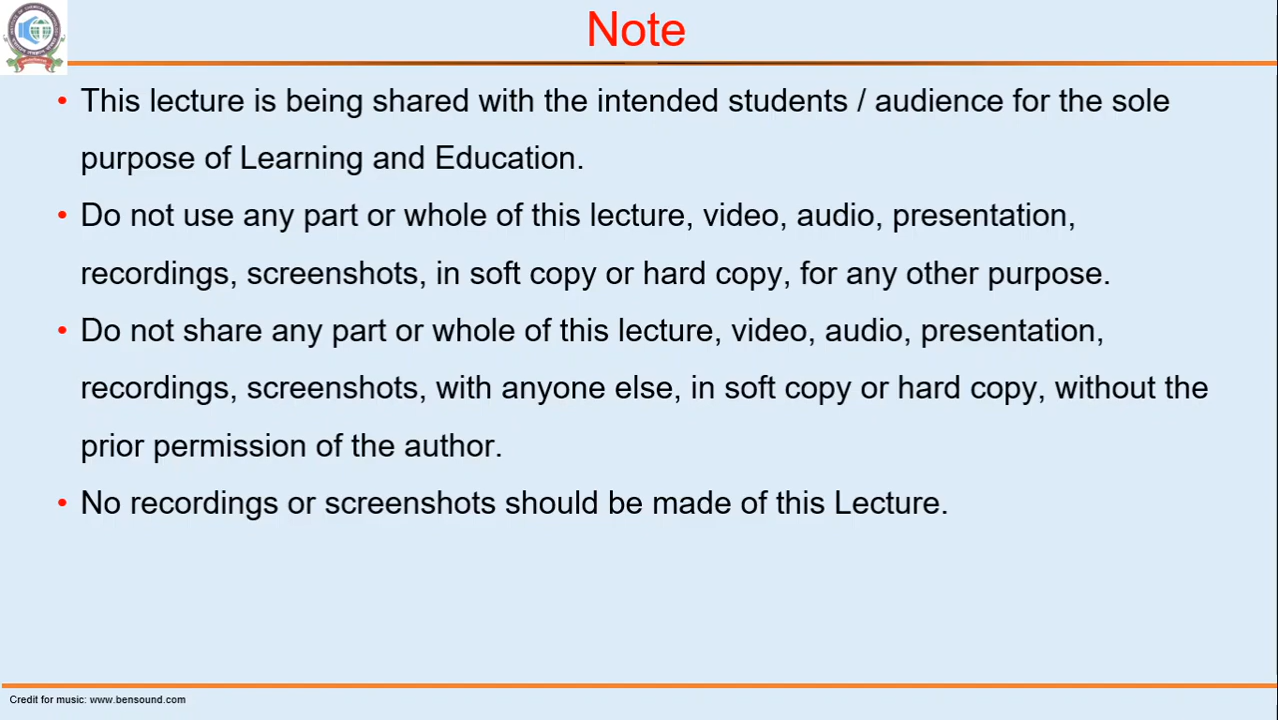 Note
• This lecture is being shared with the intended students / audience for the sole
purpose of Learning and Education.
• Do not use any part or whole of this lecture, video, audio, presentation,
recordings, screenshots, in soft copy or hard copy, for any other purpose.
• Do not share any part or whole of this lecture, video, audio, presentation,
recordings, screenshots, with anyone else, in soft copy or hard copy, without the
prior permission of the author.
• No recordings or screenshots should be made of this Lecture.
Credit for music: www.bensound.com